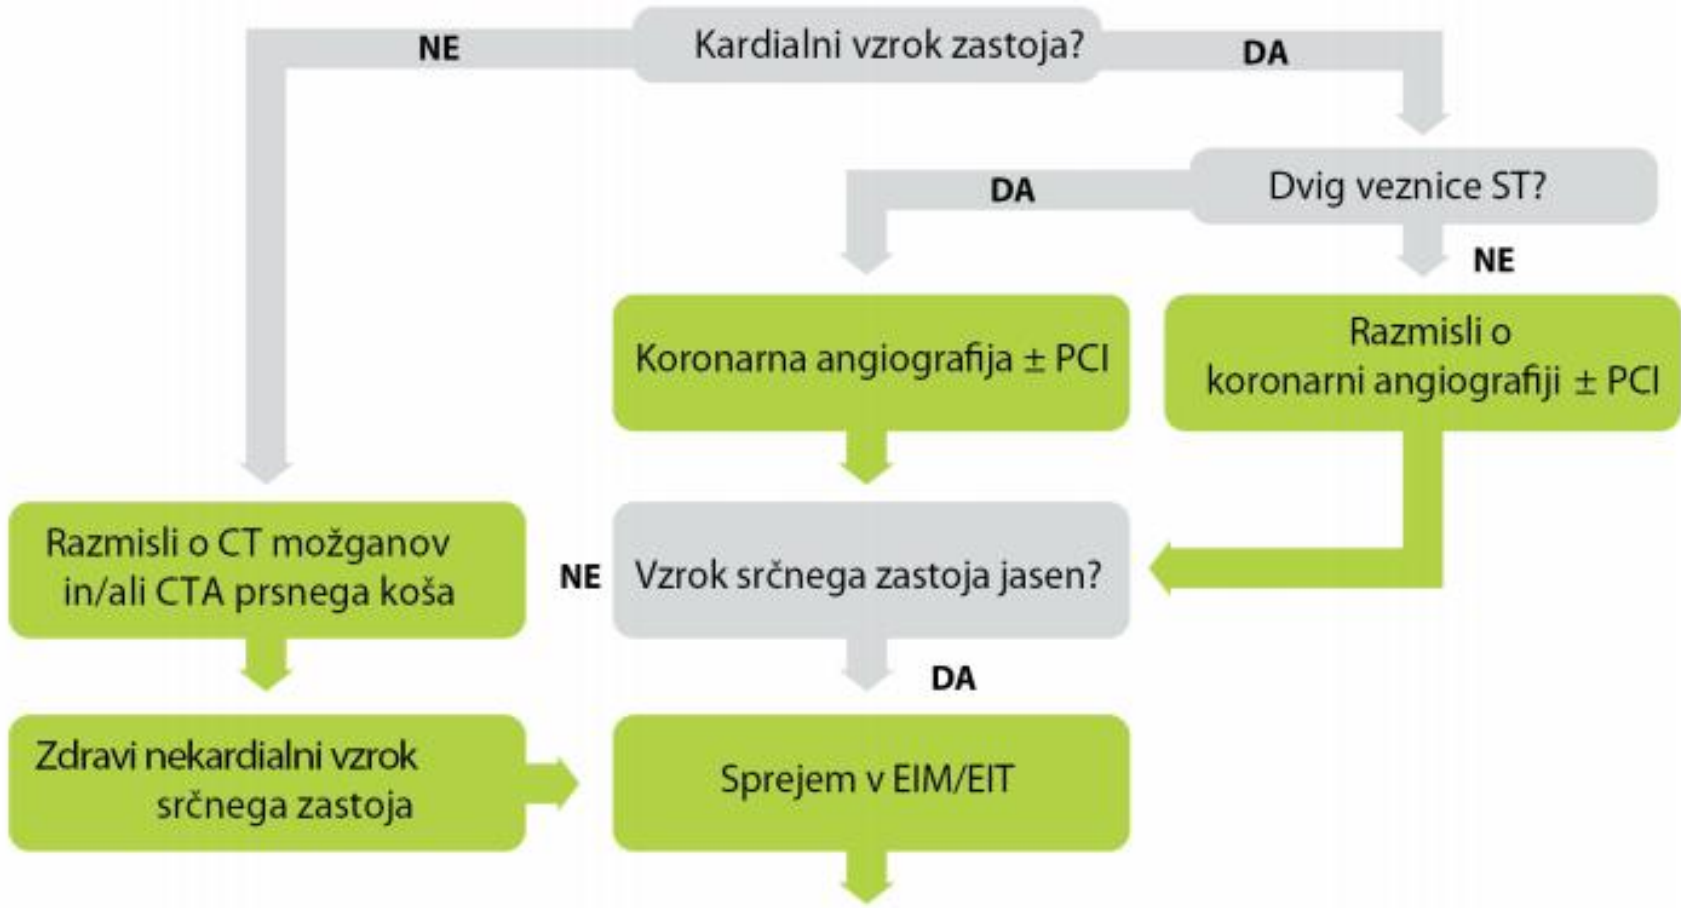 NE
Kardialni vzrok zastoja?
DA
DA
Dvig veznice ST?
NE
Koronarna angiografija ± PCI
Razmisli o
koronarni angiografiji ± PCI
Razmisli o CT možganov
in/ali CTA prsnega koša
NE
Vzrok srčnega zastoja jasen?
DA
Zdravi nekardialni vzrok
srčnega zastoja
Sprejem v EIM/EIT